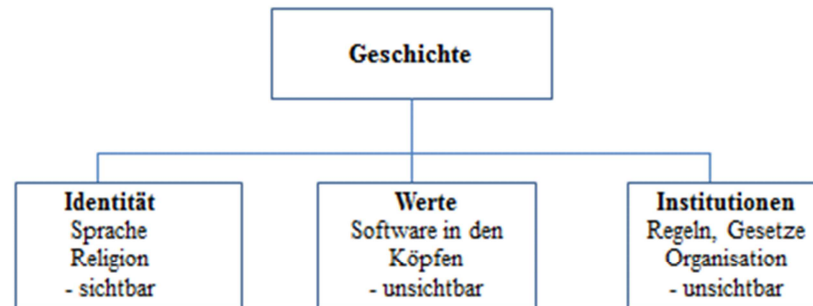 Geschichte
Identität
Sprache
Religion
- sichtbar
Werte
Software in den
Köpfen
- unsichtbar
Institutionen
Regeln, Gesetze
Organisation
- unsichtbar